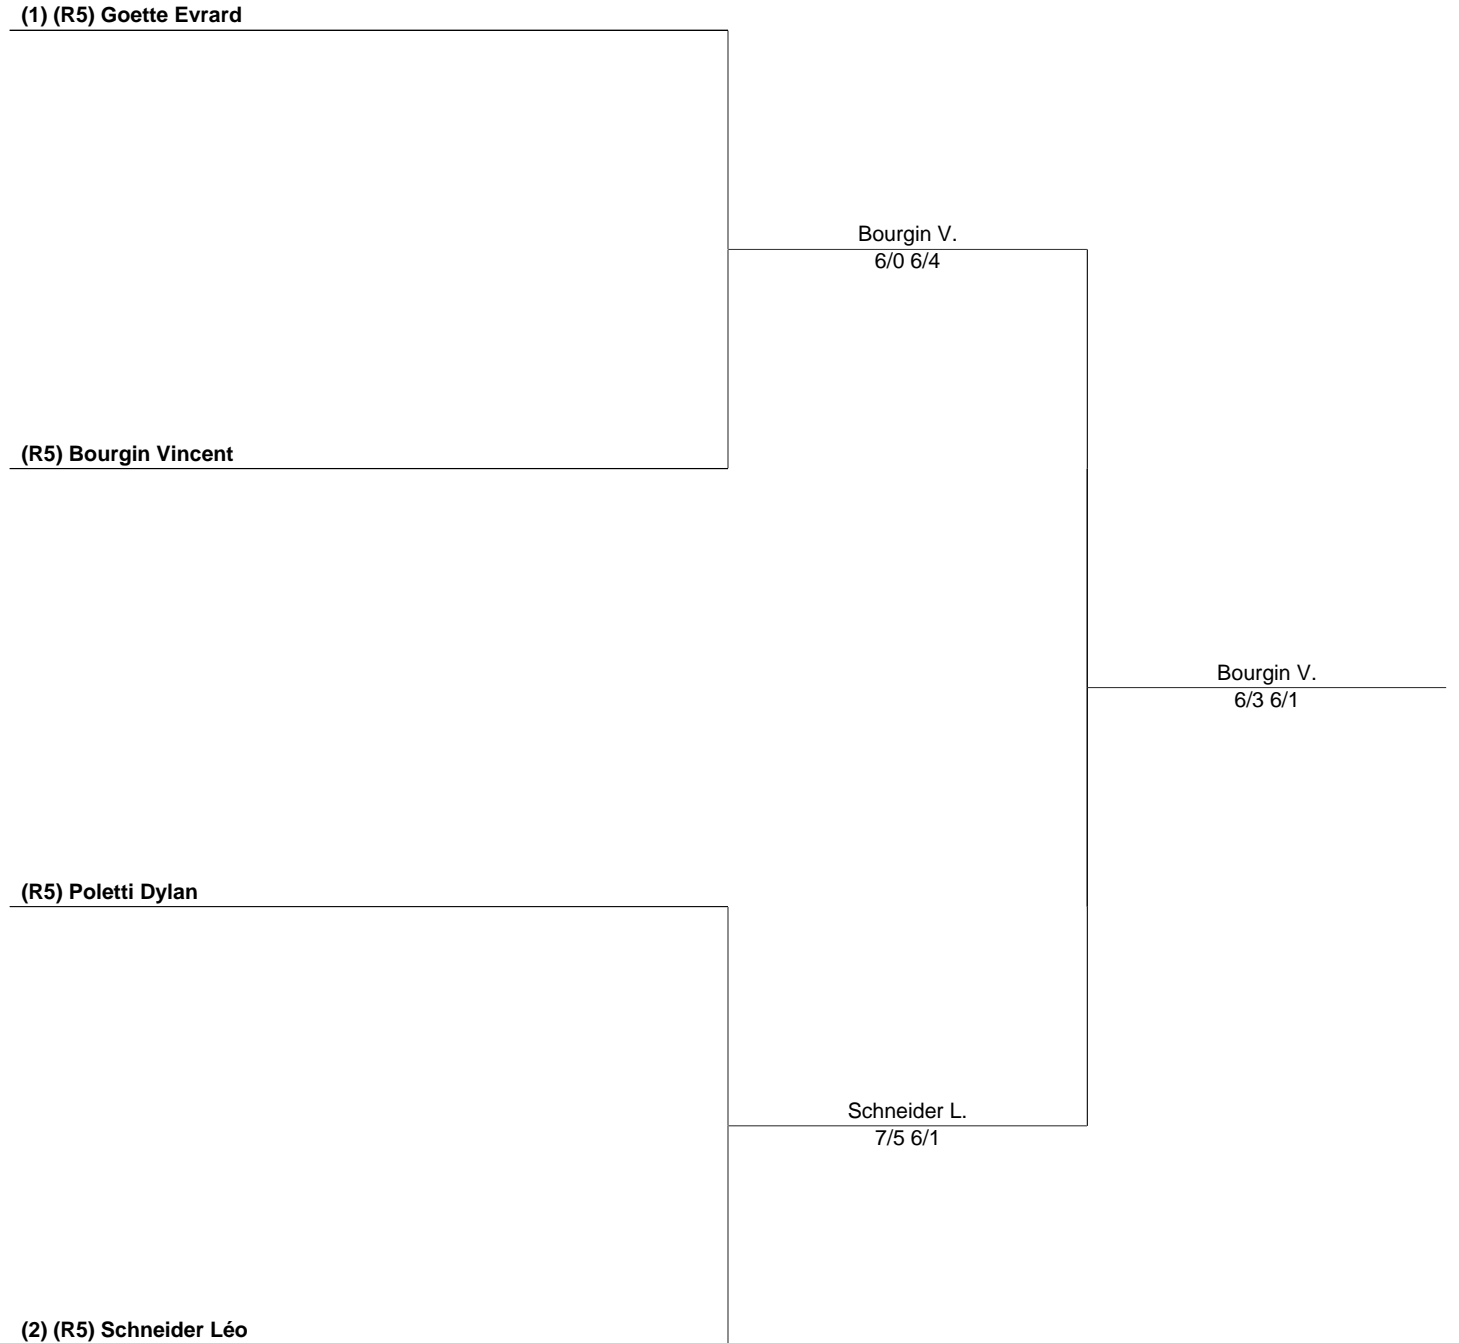 (1) (R5) Goette Evrard
Bourgin V.
6/0 6/4
(R5) Bourgin Vincent
Bourgin V.
6/3 6/1
(R5) Poletti Dylan
Schneider L.
7/5 6/1
(2) (R5) Schneider Léo